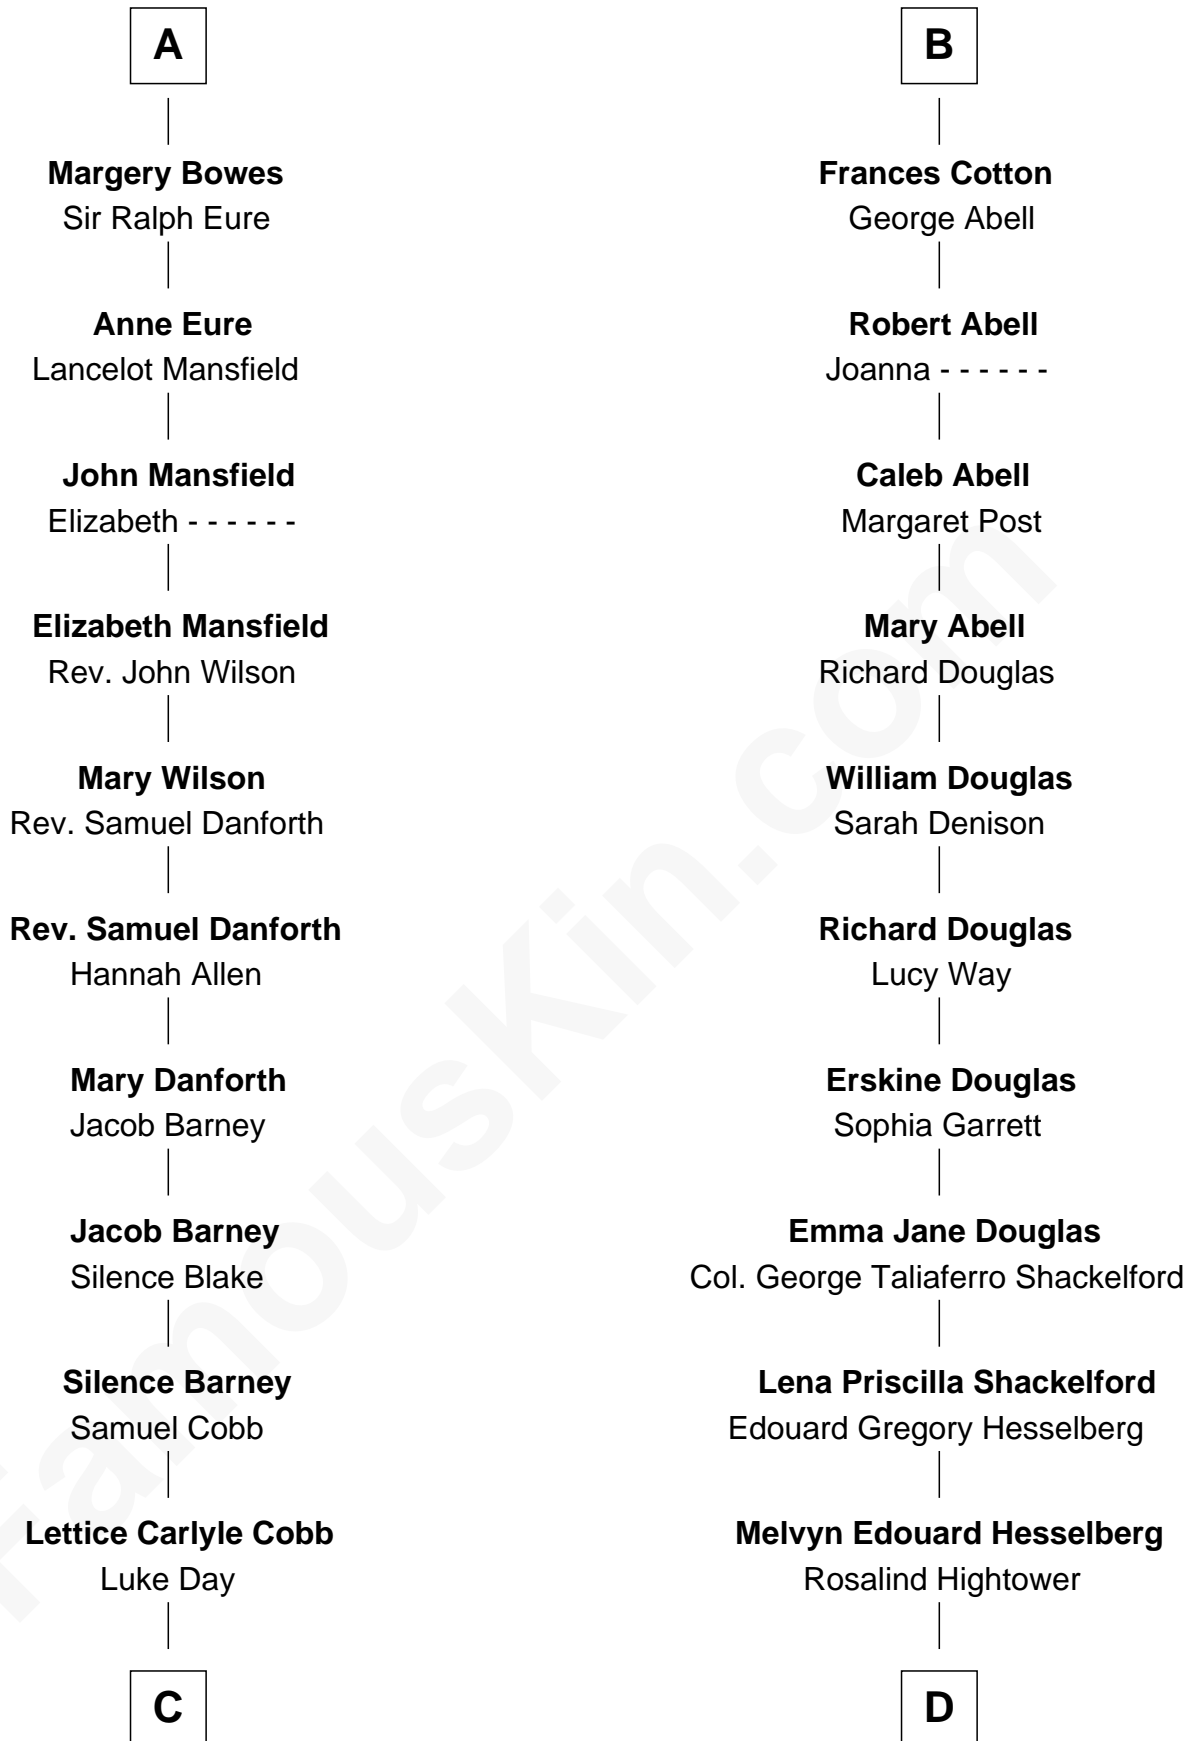 A
Margery Bowes
Sir Ralph Eure
Anne Eure
Lancelot Mansfield
John Mansfield
Elizabeth - - - - - -
Elizabeth Mansfield
Rev. John Wilson
Mary Wilson
Rev. Samuel Danforth
Rev. Samuel Danforth
Hannah Allen
Mary Danforth
Jacob Barney
Jacob Barney
Silence Blake
Silence Barney
Samuel Cobb
Lettice Carlyle Cobb
Luke Day
C
B
Frances Cotton
George Abell
Robert Abell
Joanna - - - - - -
Caleb Abell
Margaret Post
Mary Abell
Richard Douglas
William Douglas
Sarah Denison
Richard Douglas
Lucy Way
Erskine Douglas
Sophia Garrett
Emma Jane Douglas
Col. George Taliaferro Shackelford
Lena Priscilla Shackelford
Edouard Gregory Hesselberg
Melvyn Edouard Hesselberg
Rosalind Hightower
D
FamousKin.com